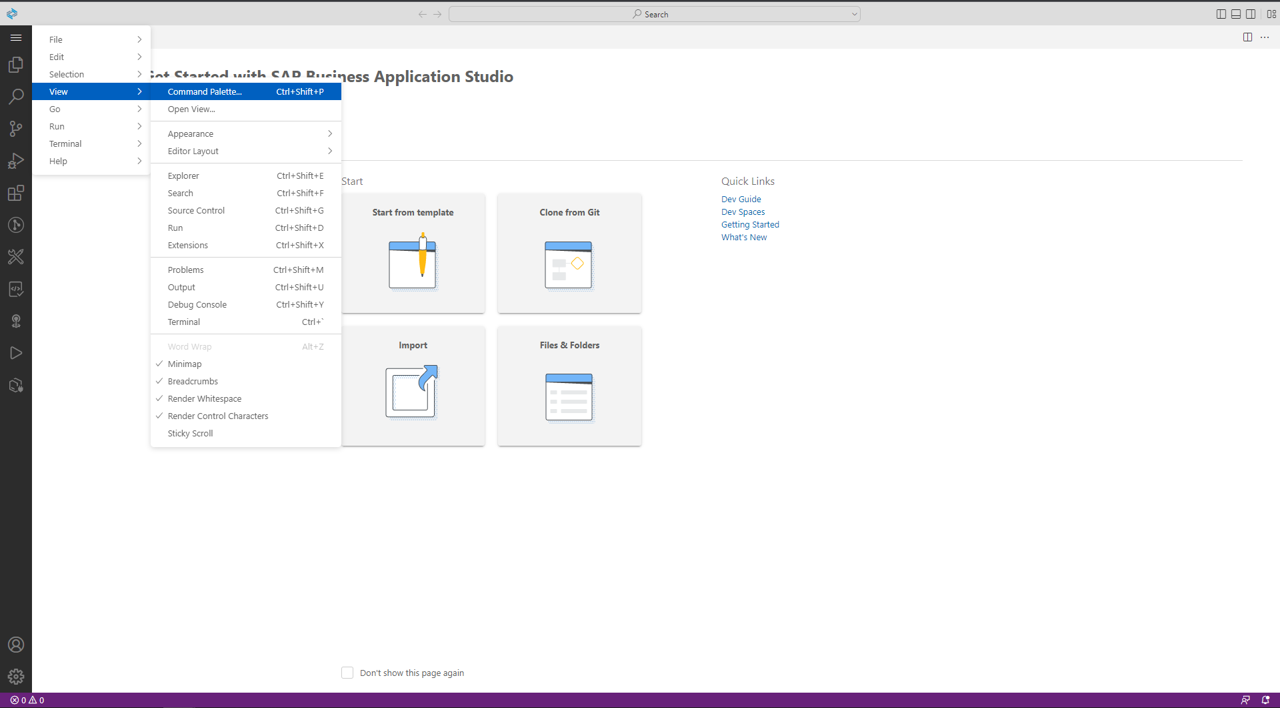 Search
File
Edit
Selection
View
Go
Run
Terminal
Help
Get Started with SAP Business Application Studio
Command Palette... Ctrl+Shift+P
Open View...
Appearance
Editor Layout
Explorer Ctrl+Shift+E
Search Ctrl+Shift+F
Source Control Ctrl+Shift+G
Run Ctrl+Shift+D
Extensions Ctrl+Shift+X
Problems Ctrl+Shift+M
Output Ctrl+Shift+U
Debug Console Ctrl+Shift+Y
Terminal Ctrl+`
Word Wrap Alt+Z
Minimap
Breadcrumbs
Render Whitespace
Render Control Characters
Sticky Scroll
Start
Start from template
Clone from Git
Import
Files & Folders
Quick Links
Dev Guide
Dev Spaces
Getting Started
What's New
Don't show this page again
0 0